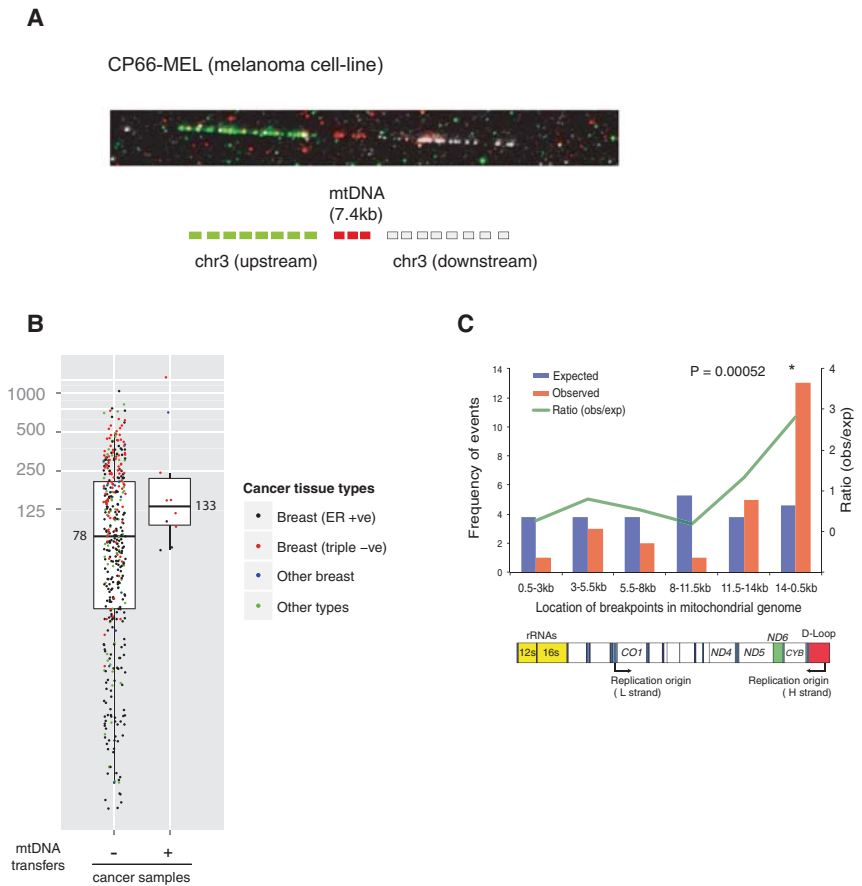 A
CP66-MEL (melanoma cell-line)
mtDNA
(7.4kb)
chr3 (upstream)
chr3 (downstream)
B
1000
500
250
125
78
133
mtDNA
transfers
-
+
cancer samples
Cancer tissue types
Breast (ER +ve)
Breast (triple −ve)
Other breast
Other types
C
14
12
10
8
6
4
2
0
Frequency of events
Expected
Observed
Ratio (obs/exp)
P = 0.00052
*
4
3
2
1
0
Ratio (obs/exp)
0.5-3kb
3-5.5kb
5.5-8kb
8-11.5kb
11.5-14kb
14-0.5kb
Location of breakpoints in mitochondrial genome
rRNAs
ND6
D-Loop
12s
16s
CO1
ND4
ND5
CYB
Replication origin
( L strand)
Replication origin
( H strand)